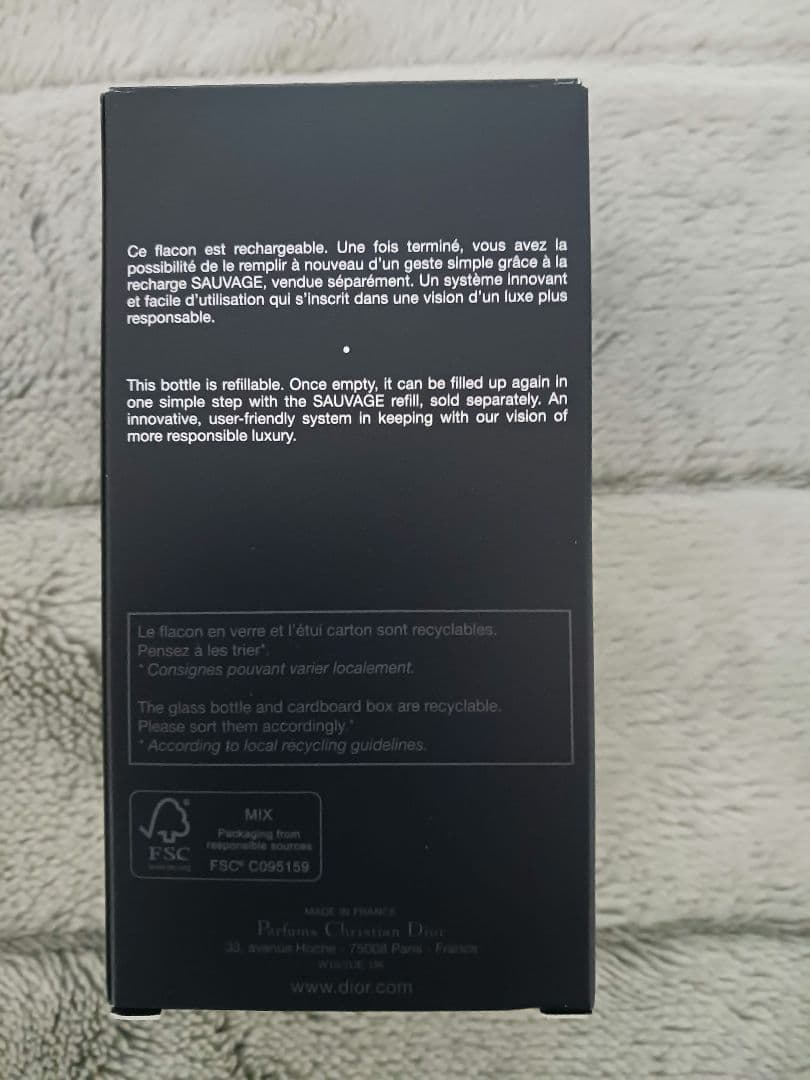 Ce flacon est rechargeable. Une fois terminé, vous avez la
possibilité de le remplir à nouveau d'un geste simple grâce à la
recharge SAUVAGE, vendue séparément. Un système innovant
et facile d'utilisation qui s'inscrit dans une vision d'un luxe plus
responsable.
•
This bottle is refillable. Once empty, it can be filled up again in
one simple step with the SAUVAGE refill, sold separately. An
innovative, user-friendly system in keeping with our vision of
more responsible luxury.
Le flacon en verre et l'étui carton sont recyclables.
Pensez à les trier*.
*Consignes pouvant varier localement.
The glass bottle and cardboard box are recyclable.
Please sort them accordingly.*
*According to local recycling guidelines.
MIX
Packaging from
responsible sources
FSC
FSC® C095159
MADE IN FRANCE
Parfums Christian Dior
33, avenue Hoche - 75008 Paris - France
www.dior.com